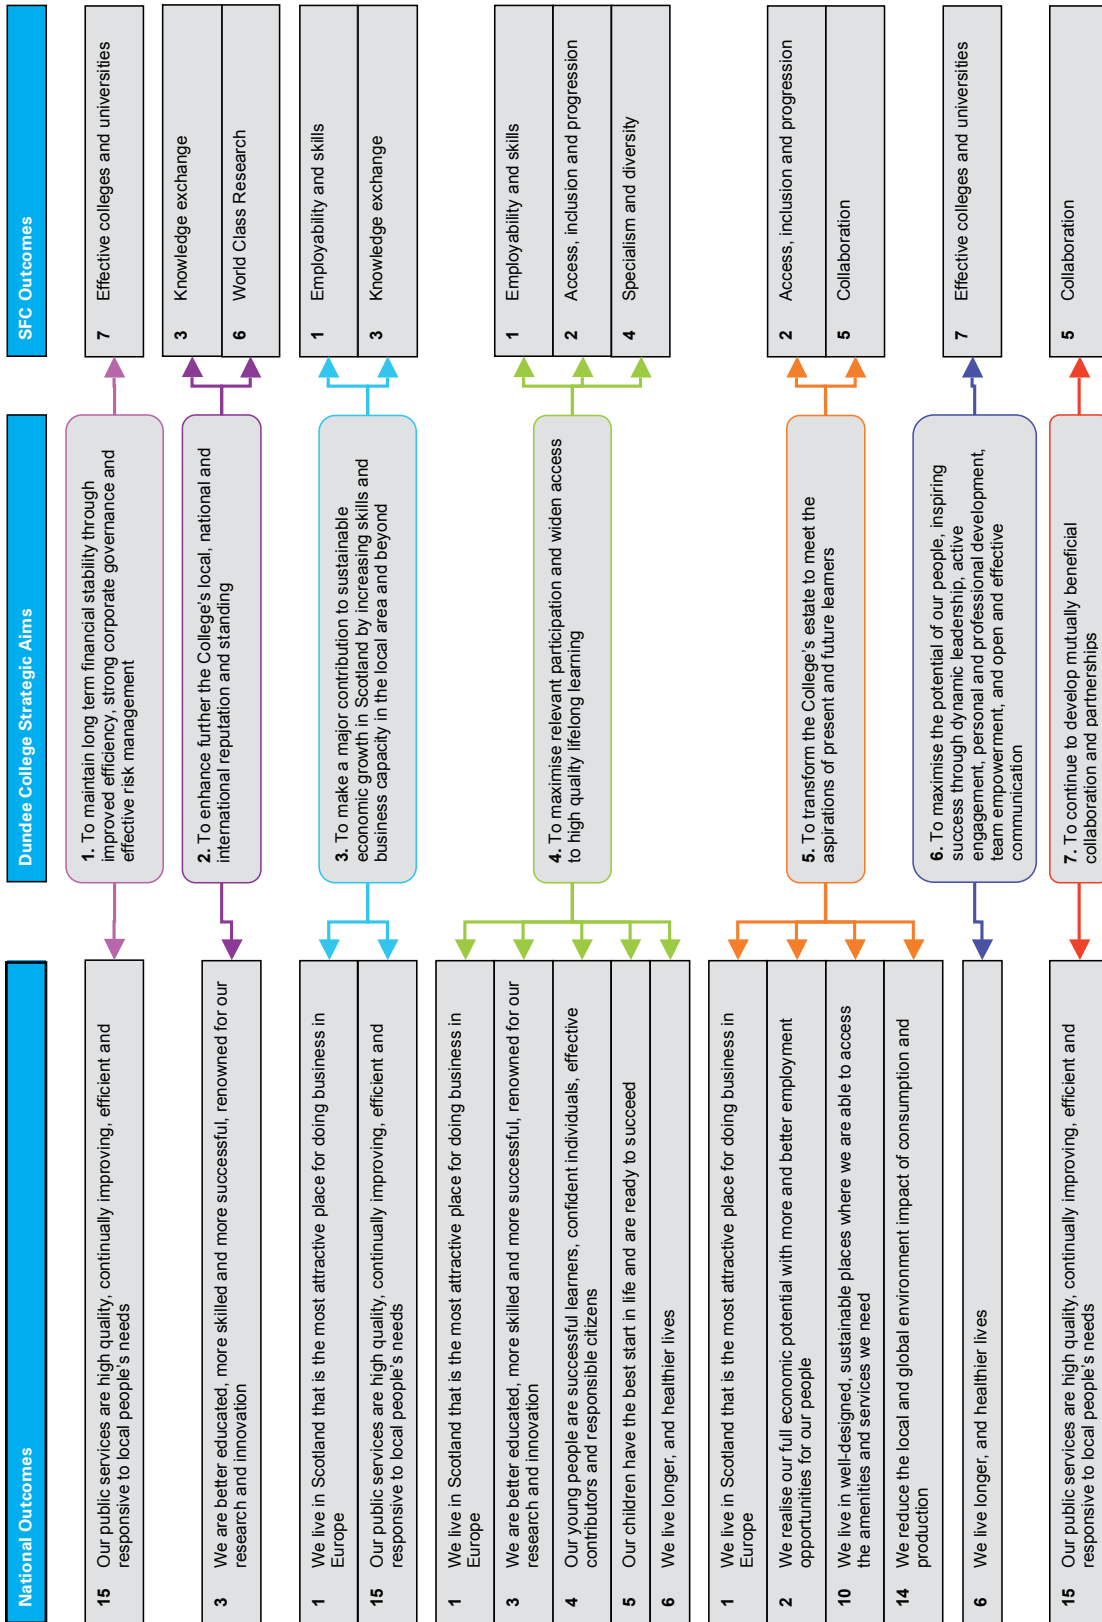 National Outcomes
Dundee College Strategic Aims
SFC Outcomes
15 Our public services are high quality, continually improving, efficient and
responsive to local people's needs
1. To maintain long term financial stability through
improved efficiency, strong corporate governance and
effective risk management
7 Effective colleges and universities
3 We are better educated, more skilled and more successful, renowned for our
research and innovation
2. To enhance further the College's local, national and
international reputation and standing
3 Knowledge exchange
6 World Class Research
1 We live in Scotland that is the most attractive place for doing business in
Europe
15 Our public services are high quality, continually improving, efficient and
responsive to local people's needs
3. To make a major contribution to sustainable
economic growth in Scotland by increasing skills and
business capacity in the local area and beyond
1 Employability and skills
3 Knowledge exchange
1 We live in Scotland that is the most attractive place for doing business in
Europe
3 We are better educated, more skilled and more successful, renowned for our
research and innovation
4 Our young people are successful learners, confident individuals, effective
contributors and responsible citizens
5 Our children have the best start in life and are ready to succeed
6 We live longer, and healthier lives
4. To maximise relevant participation and widen access
to high quality lifelong learning
1 Employability and skills
2 Access, inclusion and progression
4 Specialism and diversity
1 We live in Scotland that is the most attractive place for doing business in
Europe
2 We realise our full economic potential with more and better employment
opportunities for our people
10 We live in well-designed, sustainable places where we are able to access
the amenities and services we need
14 We reduce the local and global environment impact of consumption and
production
5. To transform the College's estate to meet the
aspirations of present and future learners
2 Access, inclusion and progression
5 Collaboration
6 We live longer, and healthier lives
6. To maximise the potential of our people, inspiring
success through dynamic leadership, active
engagement, personal and professional development,
team empowerment, and open and effective
communication
7 Effective colleges and universities
15 Our public services are high quality, continually improving, efficient and
responsive to local people's needs
7. To continue to develop mutually beneficial
collaboration and partnerships
5 Collaboration